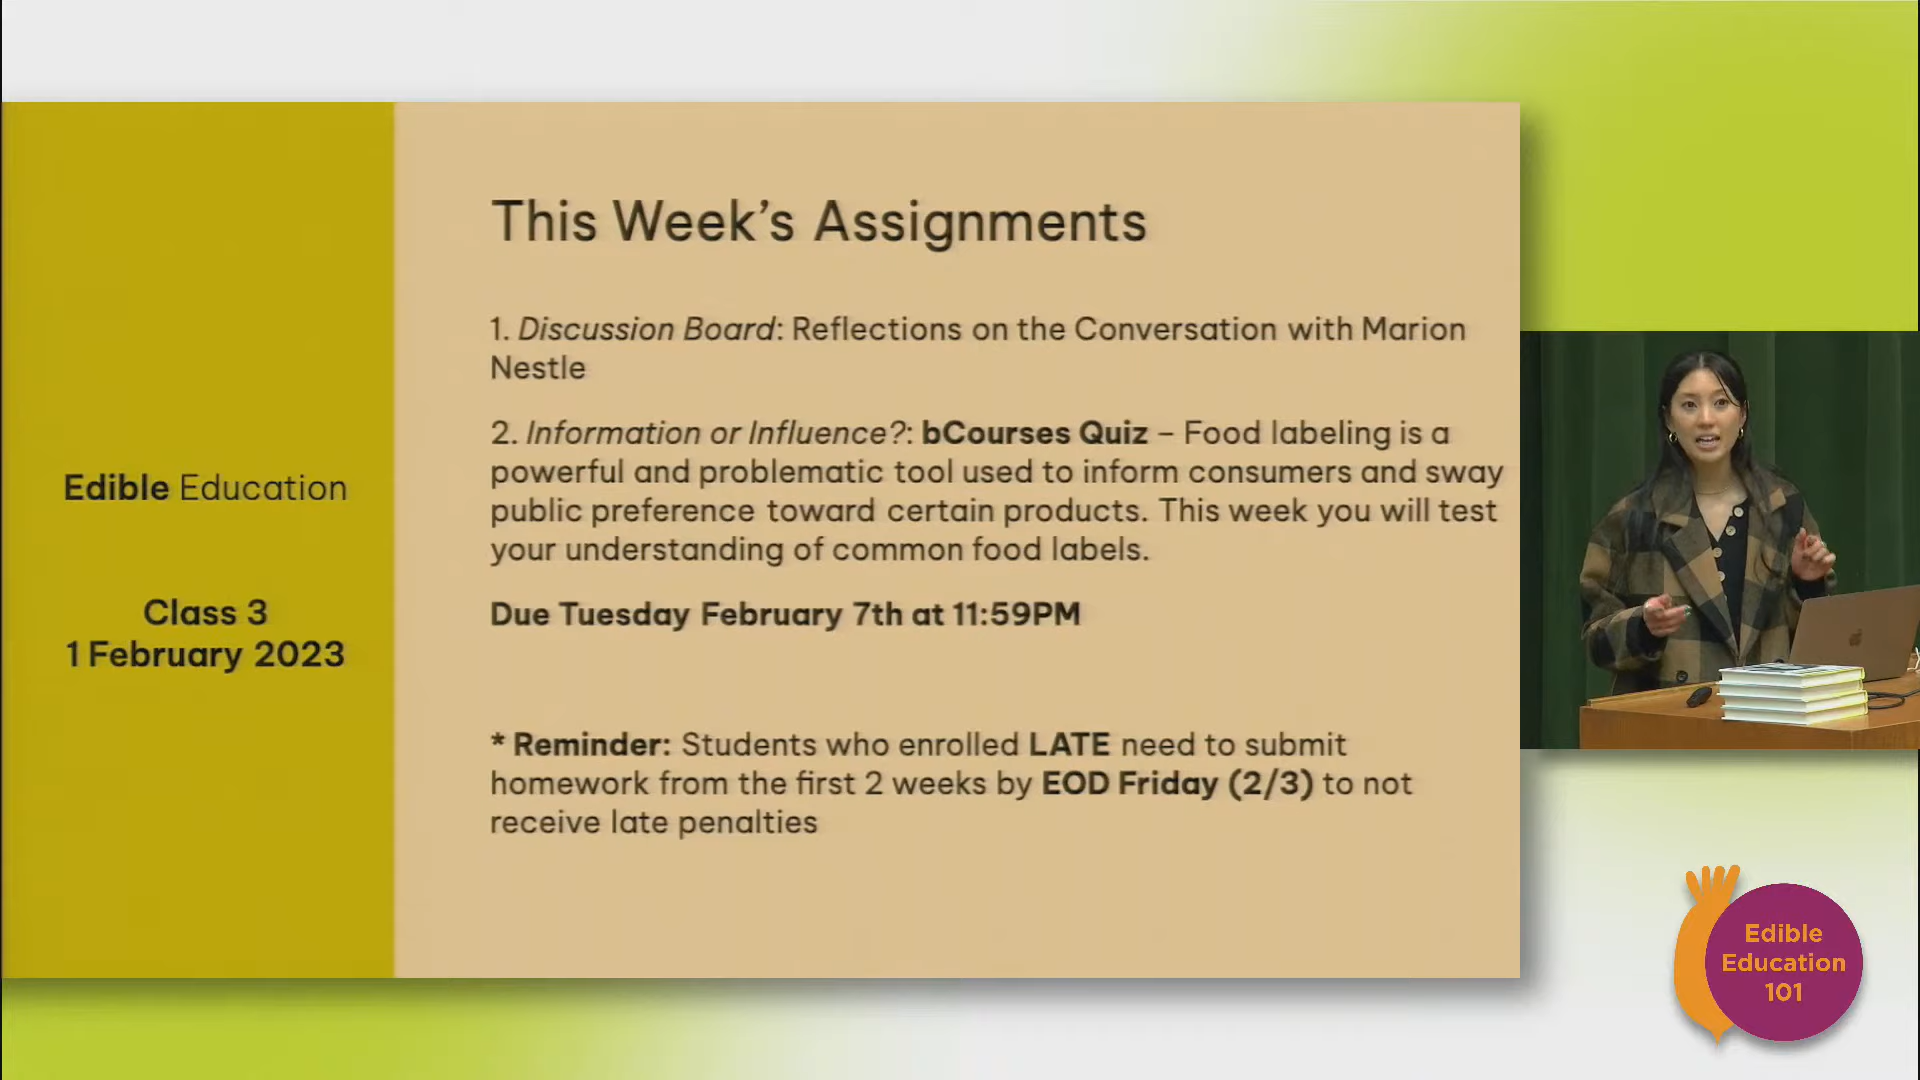 Edible Education
Class 3
1 February 2023
This Week’s Assignments
1. Discussion Board: Reflections on the Conversation with Marion
Nestle
2. Information or Influence?: bCourses Quiz – Food labeling is a
powerful and problematic tool used to inform consumers and sway
public preference toward certain products. This week you will test
your understanding of common food labels.
Due Tuesday February 7th at 11:59PM
* Reminder: Students who enrolled LATE need to submit
homework from the first 2 weeks by EOD Friday (2/3) to not
receive late penalties
Edible
Education
101